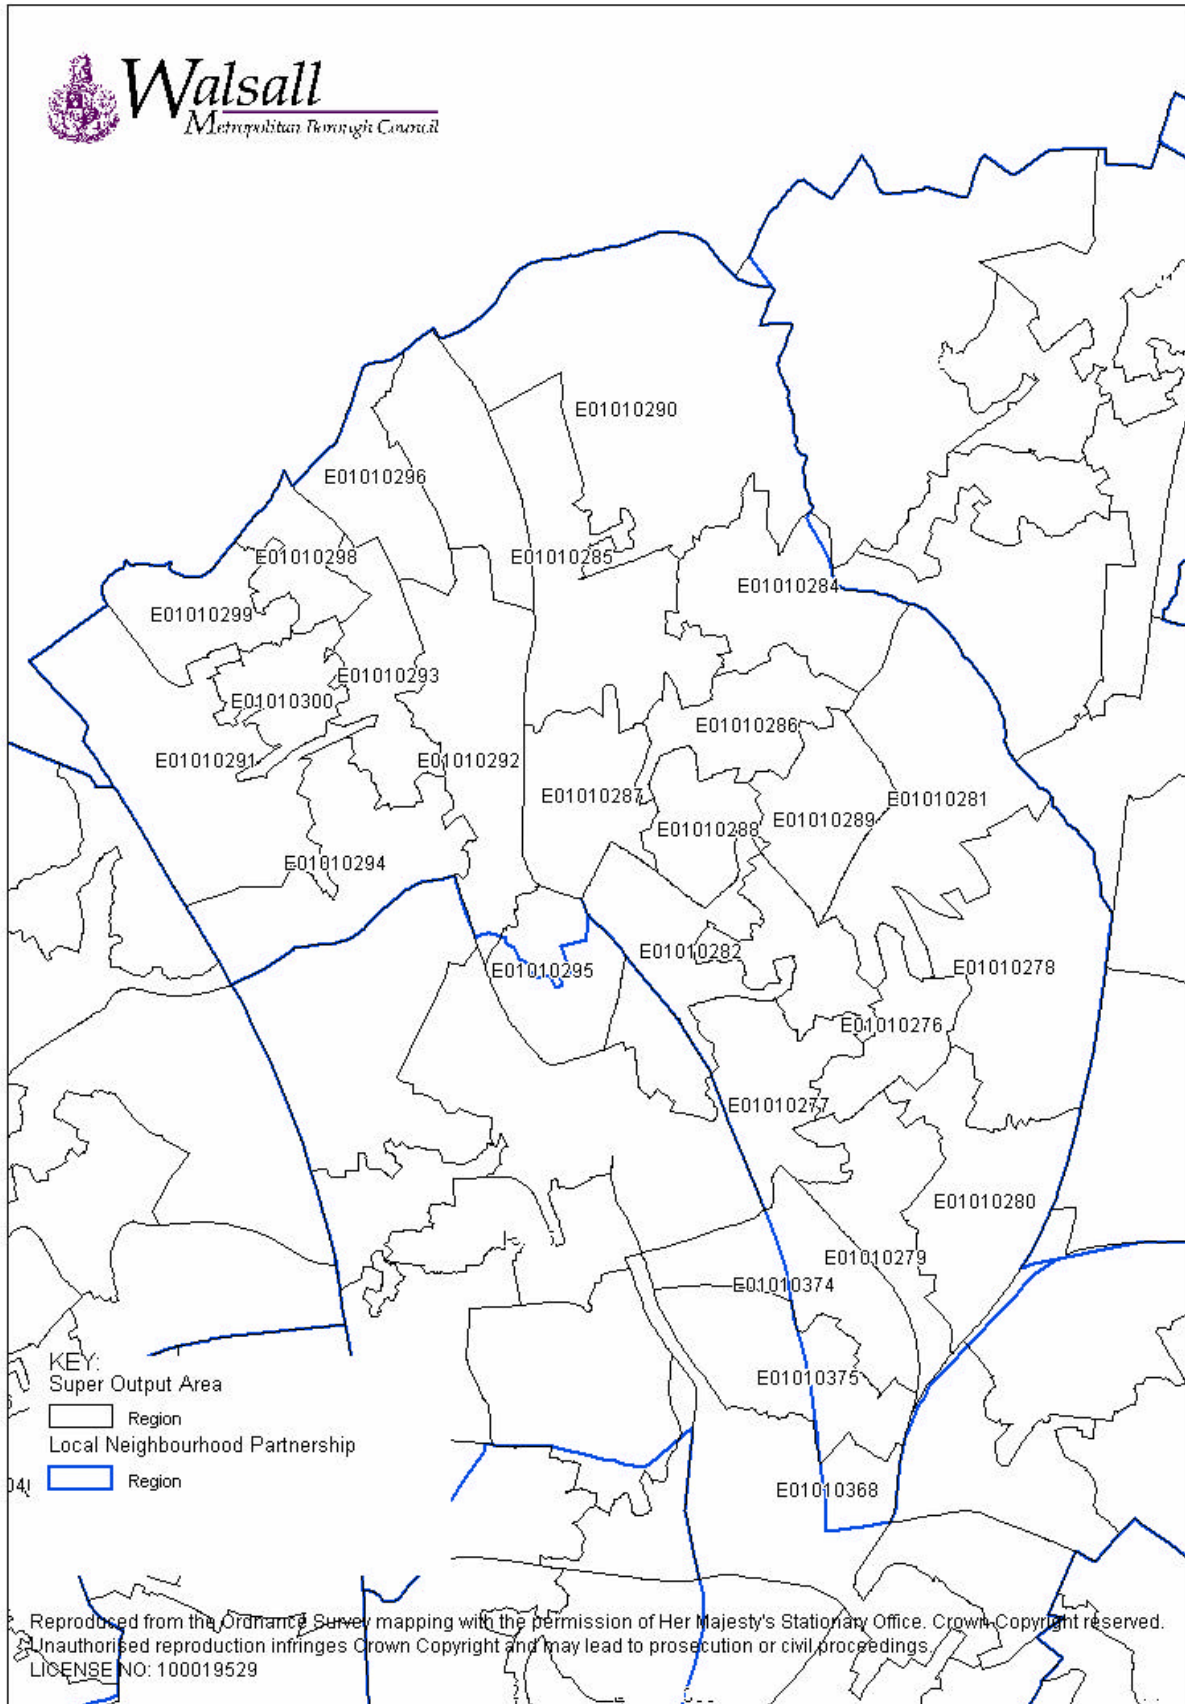 Walsall
Metropolitan Borough Council
E01010290
E01010296
E01010298
E01010285
E01010284
E01010299
E01010293
E01010300
E01010286
E01010291
E01010292
E01010287
E01010281
E01010288
E01010289
E01010294
E01010282
E01010295
E01010278
E01010276
E01010277
E01010280
E01010279
E01010374
E01010375
E01010368
KEY:
Super Output Area
Region
Local Neighbourhood Partnership
Region
Reproduced from the Ordnance Survey mapping with the permission of Her Majesty's Stationary Office. Crown Copyright reserved.
Unauthorised reproduction infringes Crown Copyright and may lead to prosecution or civil proceedings.
LICENSE NO: 100019529